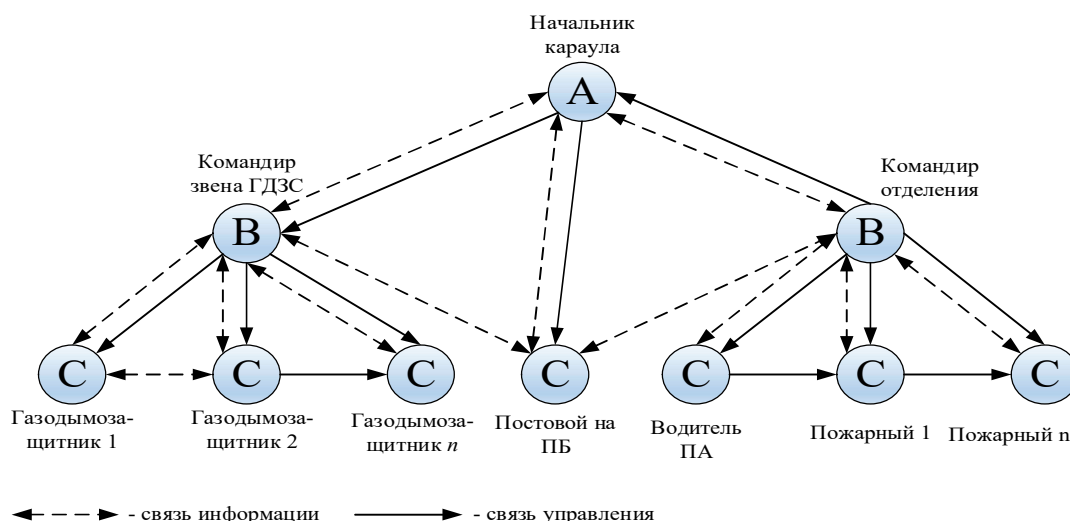 Начальник
караула
A
Командир
звена ГДЗС
Командир
отделения
B
B
C
C
C
C
C
C
C
Газодымоза-
щитник 1
Газодымоза-
щитник 2
Газодымоза-
щитник n
Постовой на
ПБ
Водитель
ПА
Пожарный 1
Пожарный n
- связь информации
- связь управления